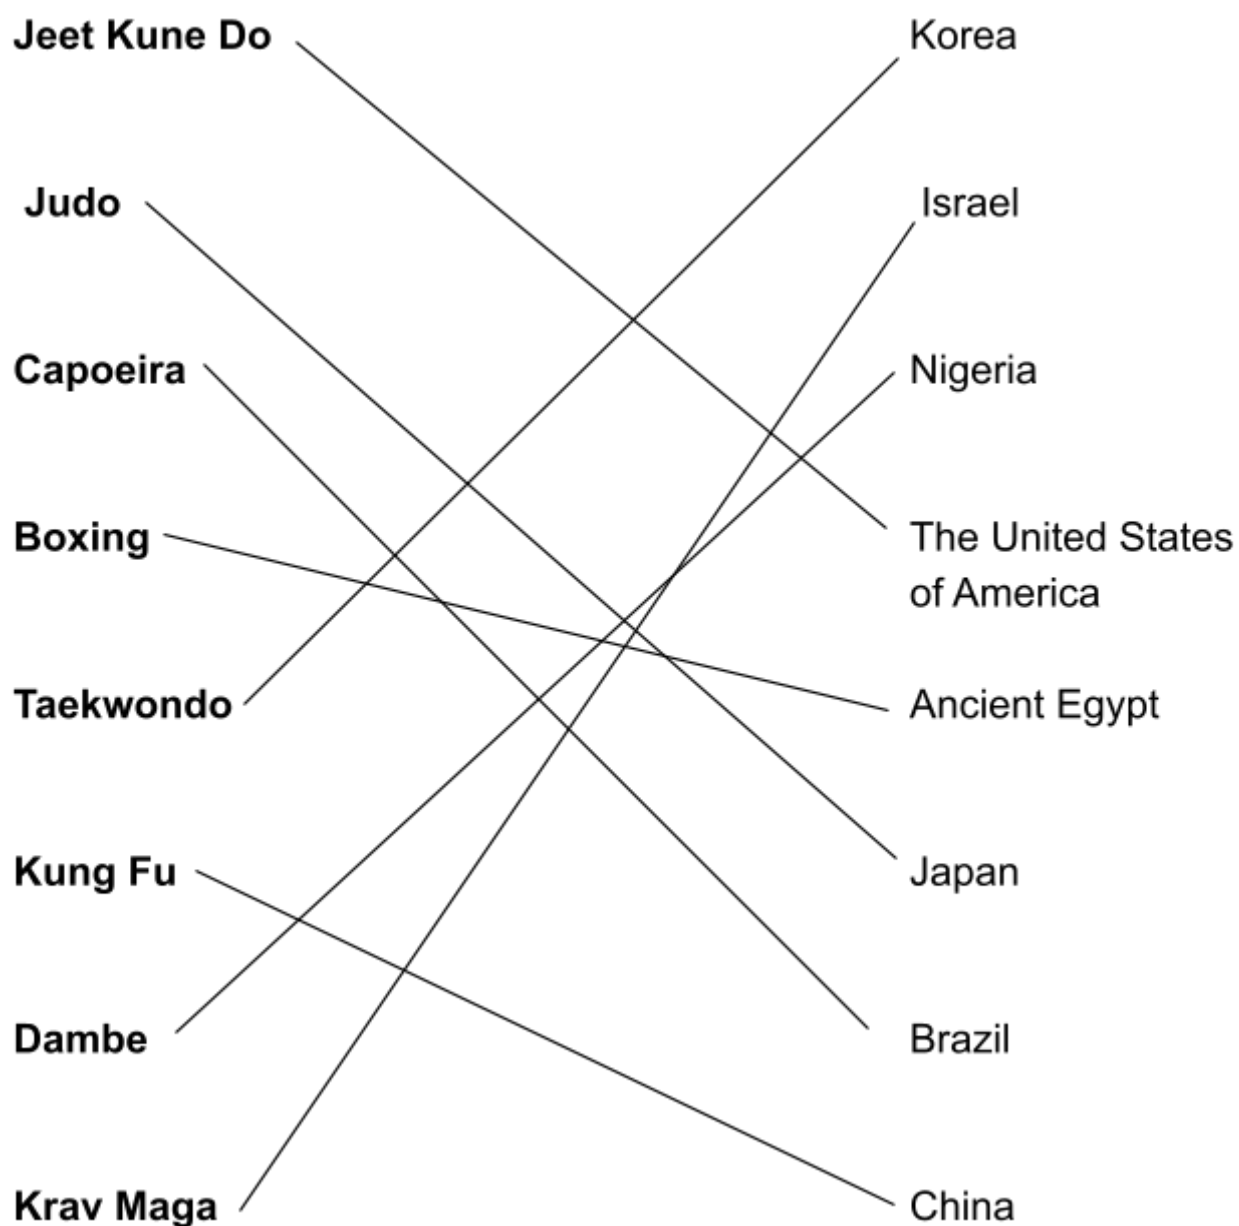 Jeet Kune Do Korea
Judo Israel
Capoeira Nigeria
Boxing The United States
of America
Taekwondo Ancient Egypt
Kung Fu Japan
Dambe Brazil
Krav Maga China